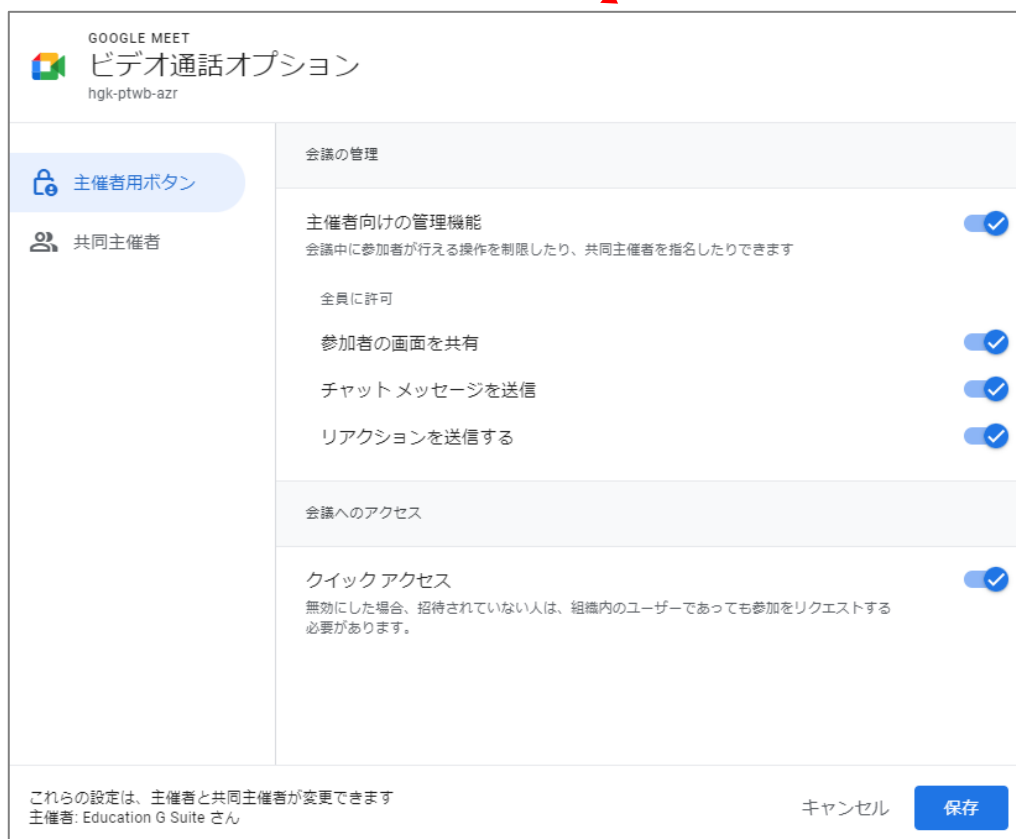 GOOGLE MEET
ビデオ通話オプション
hgk-ptwb-azr
主催者用ボタン
共同主催者
会議の管理
主催者向けの管理機能
会議中に参加者が行える操作を制限したり、共同主催者を指名したりできます
全員に許可
参加者の画面を共有
チャット メッセージを送信
リアクションを送信する
会議へのアクセス
クイック アクセス
無効にした場合、招待されていない人は、組織内のユーザーであっても参加をリクエストする
必要があります。
これらの設定は、主催者と共同主催者が変更できます
主催者: Education G Suite さん
キャンセル
保存